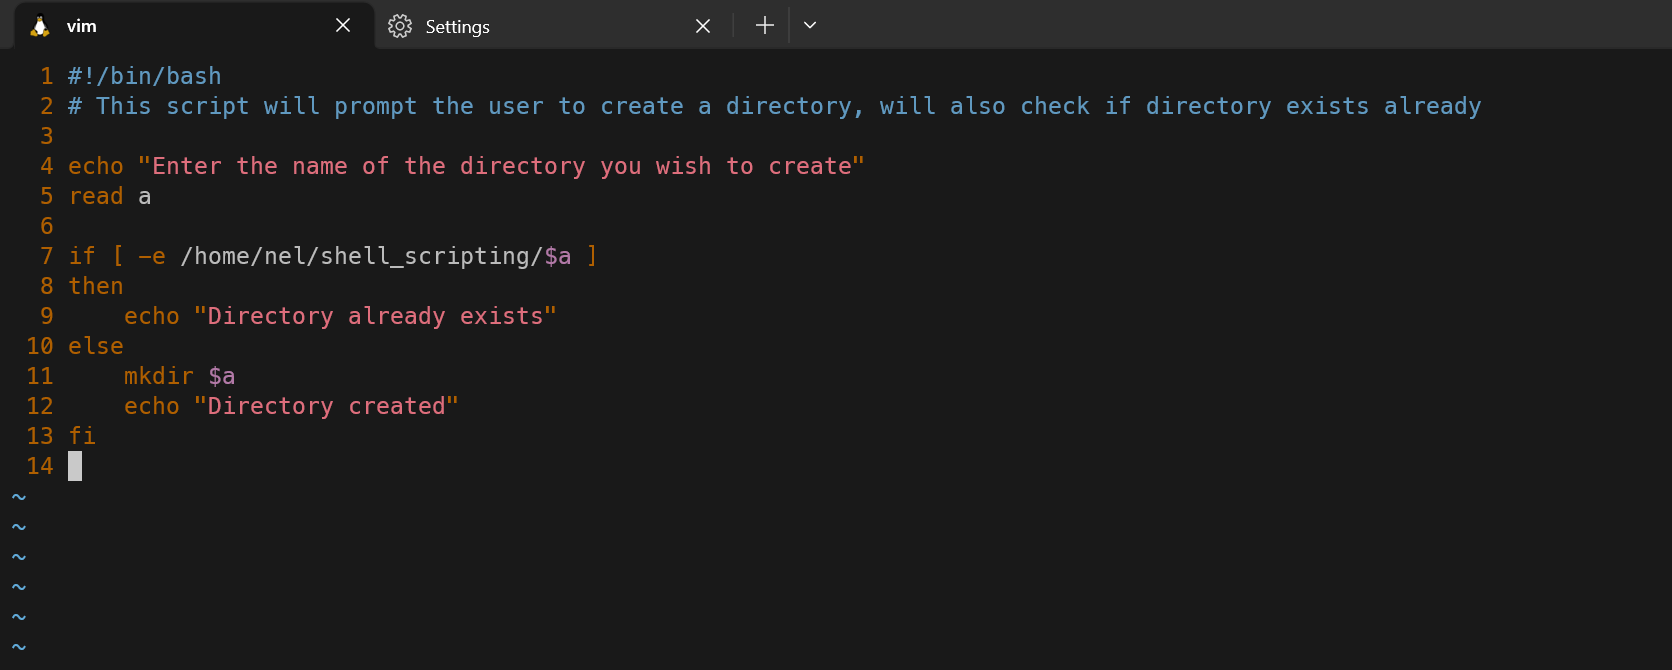 vim
Settings
1 #!/bin/bash
2 # This script will prompt the user to create a directory, will also check if directory exists already
3
4 echo "Enter the name of the directory you wish to create"
5 read a
6
7 if [ -e /home/nel/shell_scripting/$a ]
8 then
9     echo "Directory already exists"
10 else
11     mkdir $a
12     echo "Directory created"
13 fi
14
~
~
~
~
~
~